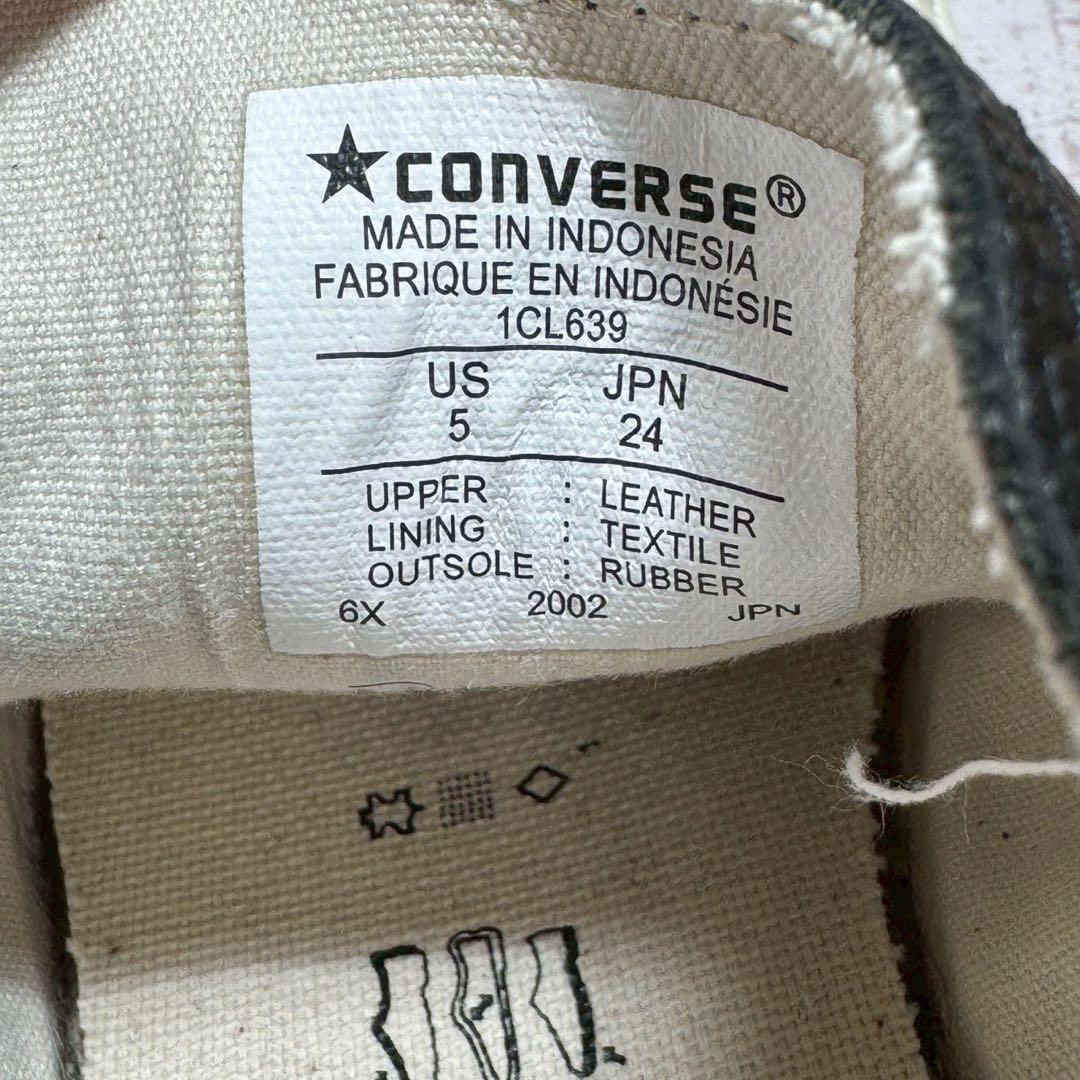 ★CONVERSE®
MADE IN INDONESIA
FABRIQUE EN INDONÉSIE
1CL639
US JPN
5 24
UPPER : LEATHER
LINING : TEXTILE
OUTSOLE : RUBBER
6X 2002 JPN